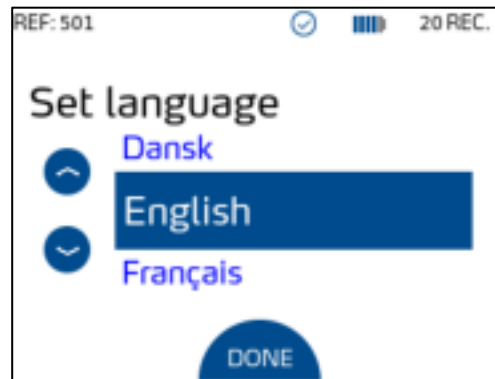 REF: 501 20 REC.
Set language
Dansk
English
Français
DONE